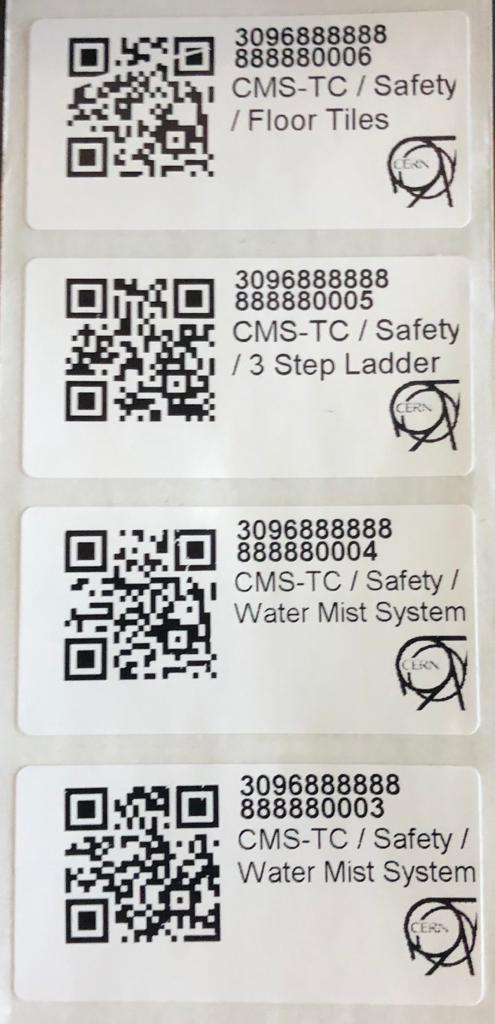 3096888888
888880006
CMS-TC / Safety
/ Floor Tiles
CERN
3096888888
888880005
CMS-TC / Safety
/ 3 Step Ladder
CERN
3096888888
888880004
CMS-TC / Safety /
Water Mist System
CERN
3096888888
888880003
CMS-TC / Safety /
Water Mist System
CERN